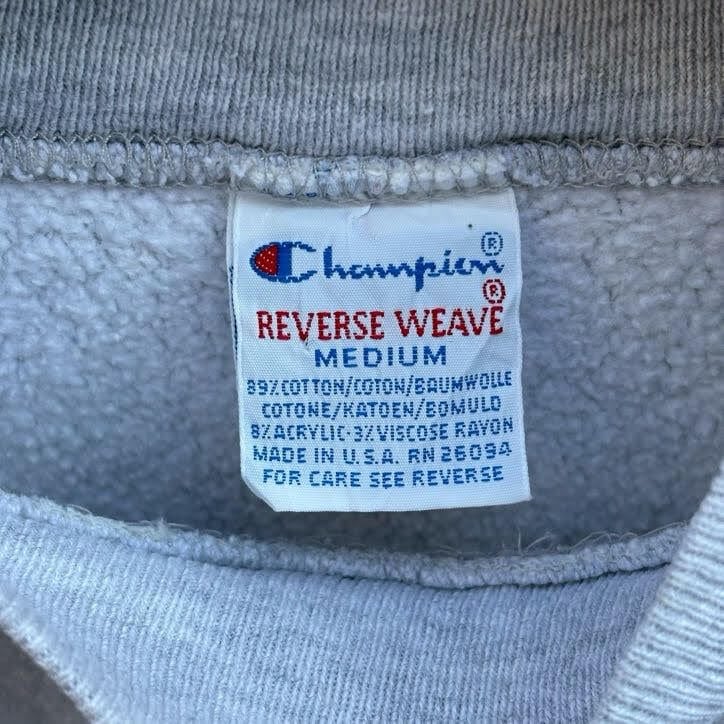 Champion®
REVERSE WEAVE®
MEDIUM
89% COTTON/COTON/BAUMWOLLE
COTONE/KATOEN/BOMULD
8% ACRYLIC·3% VISCOSE RAYON
MADE IN U.S.A. RN 26094
FOR CARE SEE REVERSE